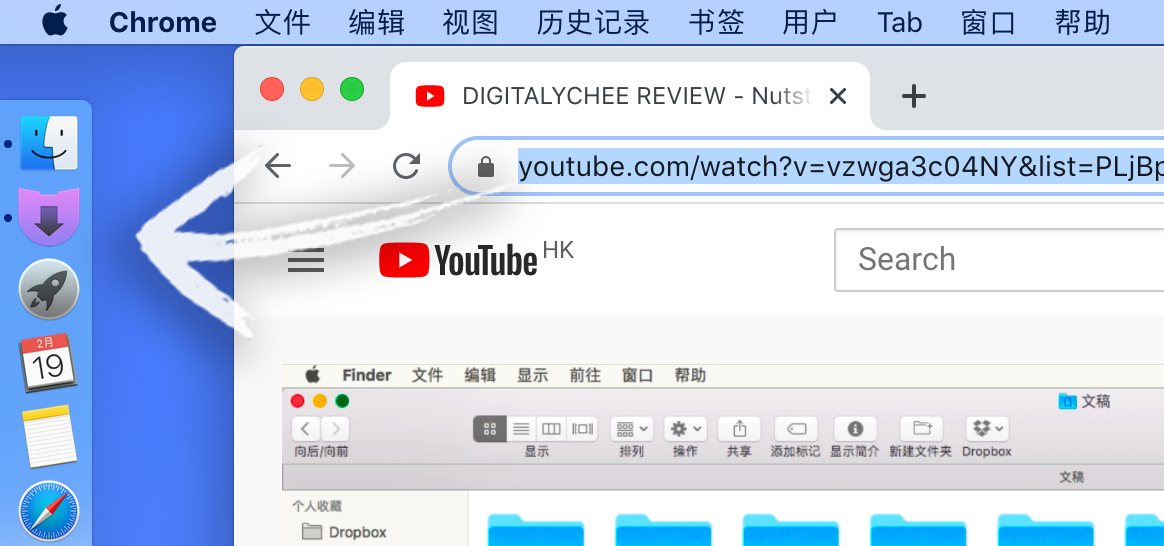 Chrome 文件 编辑 视图 历史记录 书签 用户 Tab 窗口 帮助
DIGITALYCHEE REVIEW - Nutst
youtube.com/watch?v=vzwga3c04NY&list=PLjBp
YouTube HK
Search
2月
19
Finder 文件 编辑 显示 前往 窗口 帮助
文稿
向后/向前 显示 排列 操作 共享 添加标记 显示简介 新建文件夹 Dropbox
文稿
个人收藏
Dropbox